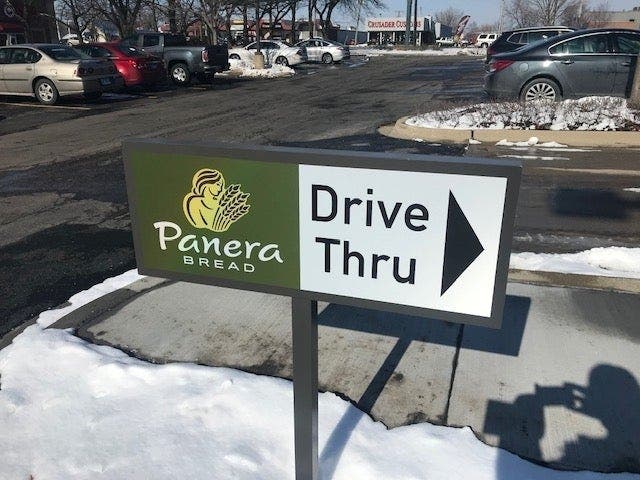 CRUSADER
Panera
BREAD
Drive
Thru